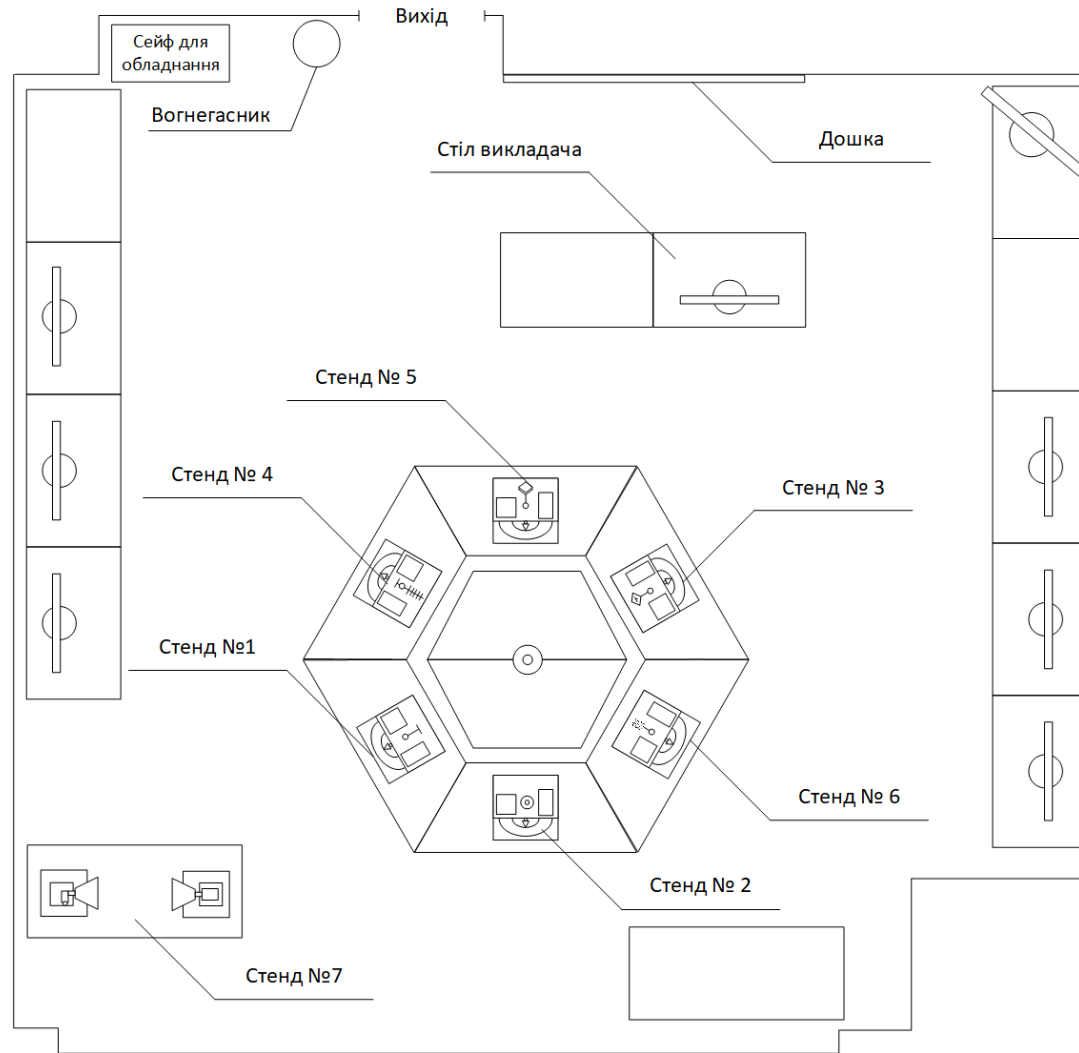 Вихід
Сейф для
обладнання
Вогнегасник
Дошка
Стіл викладача
Стенд № 5
Стенд № 4
Стенд № 3
Стенд №1
Стенд № 6
Стенд № 2
Стенд №7